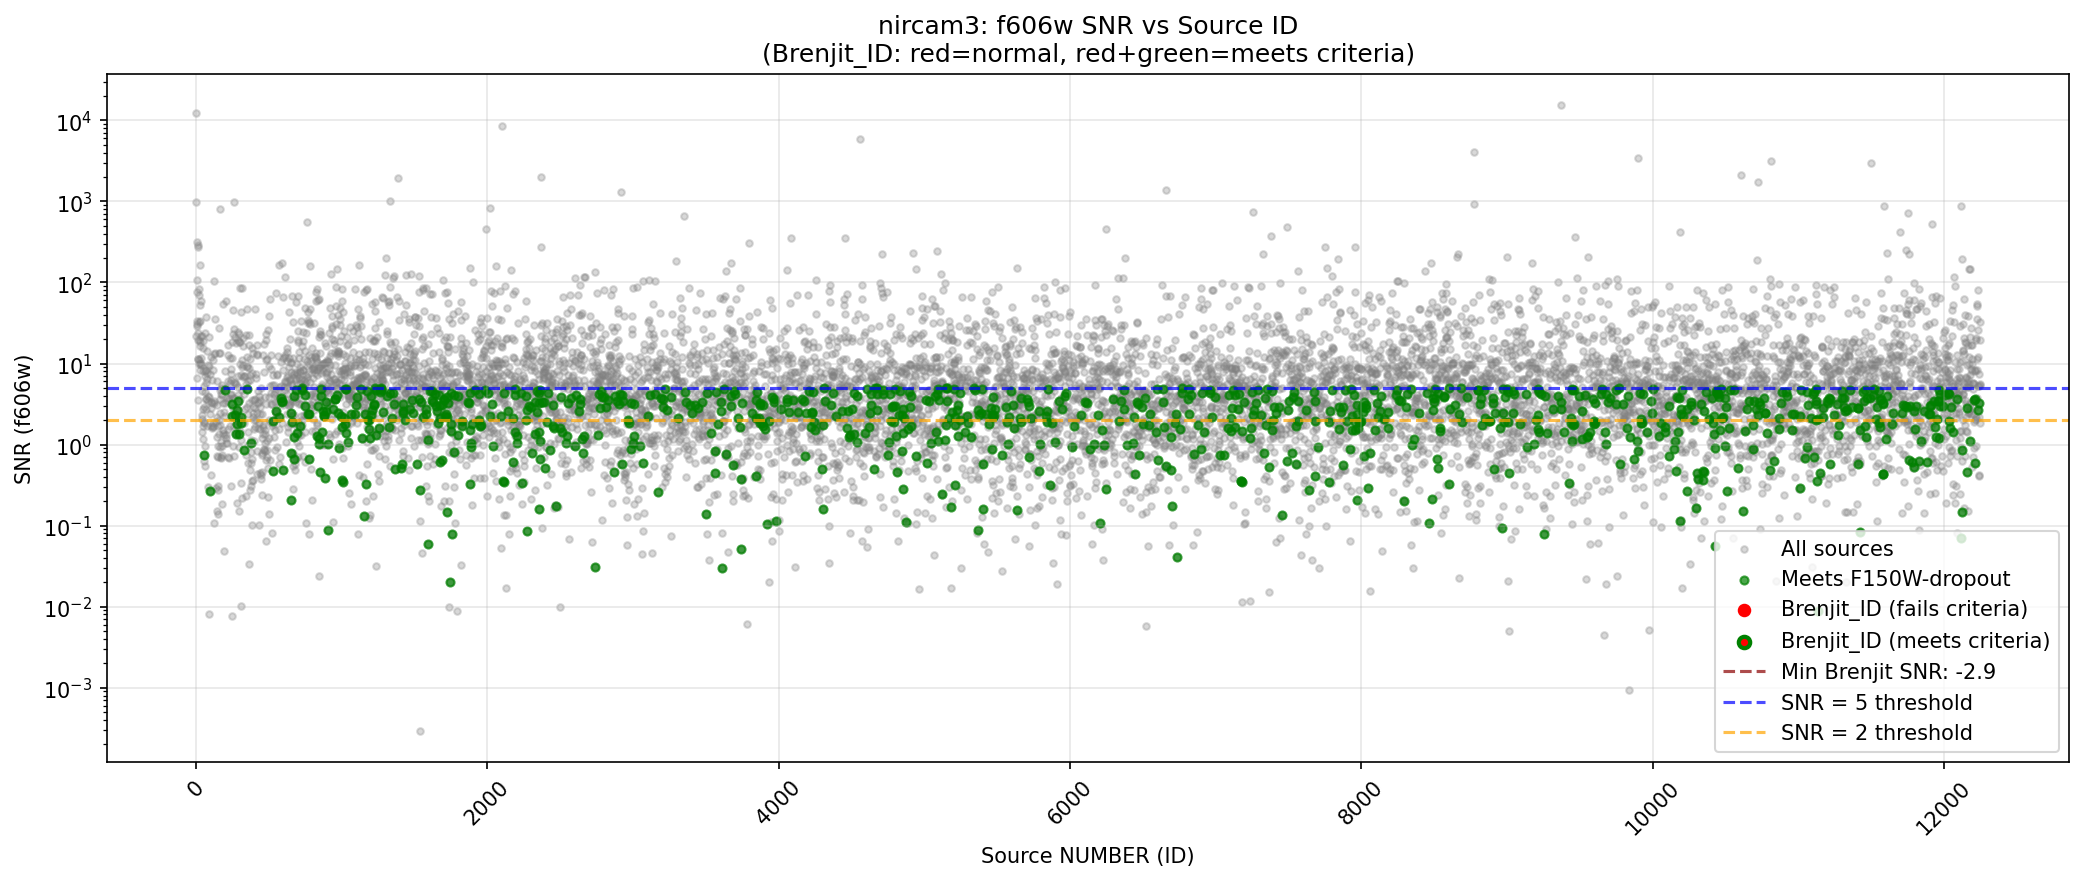 nircam3: f606w SNR vs Source ID
(Brenjit_ID: red=normal, red+green=meets criteria)
SNR (f606w)
10⁴
10³
10²
10¹
10⁰
10⁻¹
10⁻²
10⁻³
All sources
Meets F150W-dropout
Brenjit_ID (fails criteria)
Brenjit_ID (meets criteria)
Min Brenjit SNR: -2.9
SNR = 5 threshold
SNR = 2 threshold
0
2000
4000
6000
8000
10000
12000
Source NUMBER (ID)